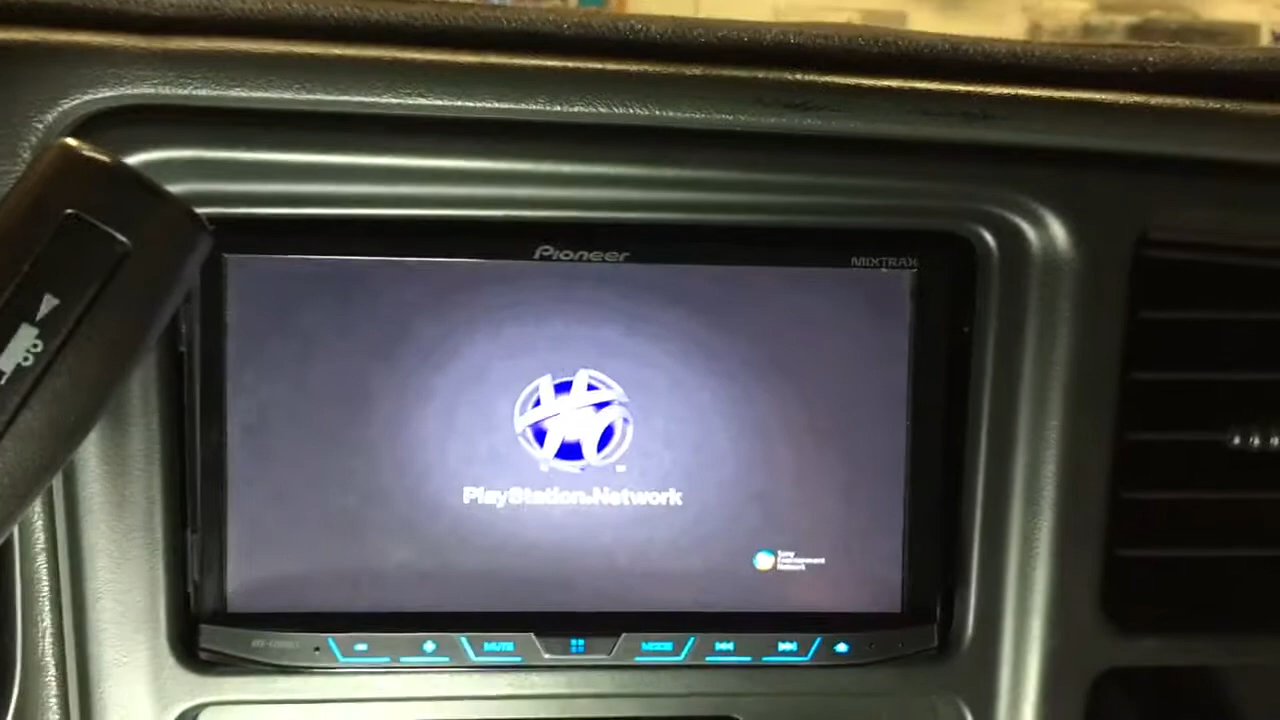 Pioneer
MIXTRAX
PlayStation®Network
Sony
Entertainment
Network
MUTE
MODE